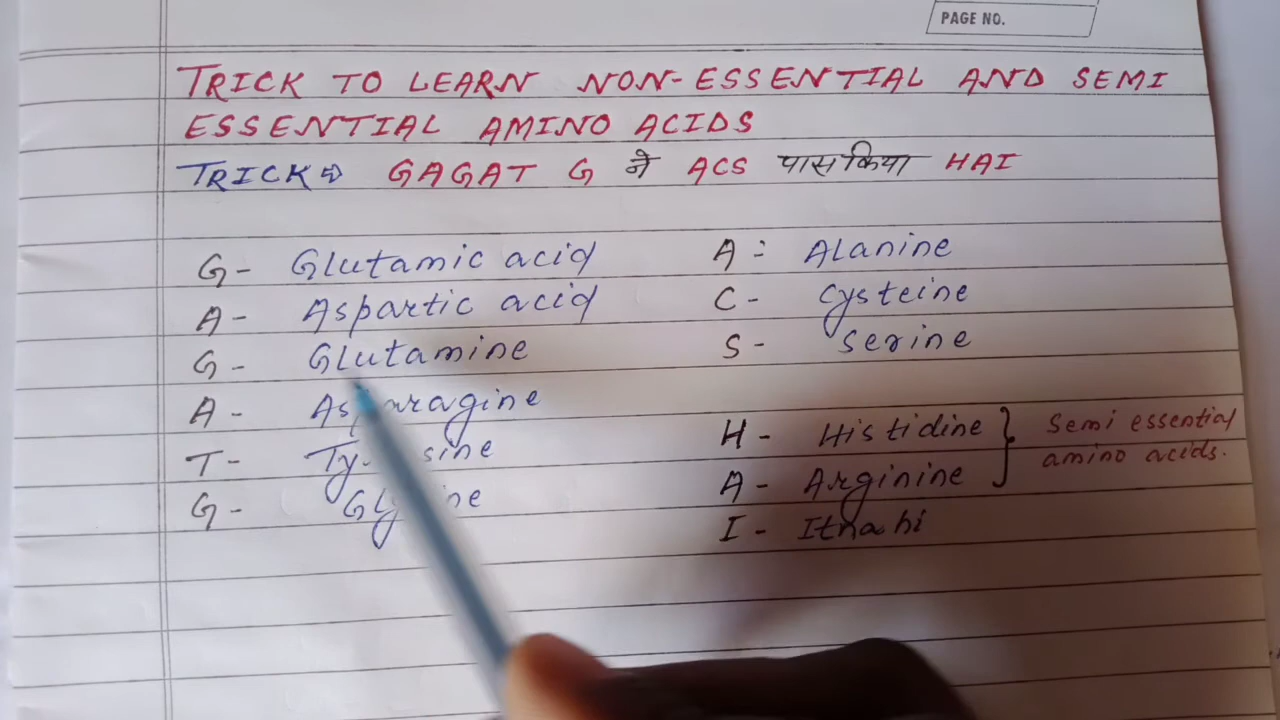 PAGE NO.
TRICK TO LEARN NON-ESSENTIAL AND SEMI
ESSENTIAL AMINO ACIDS
TRICK ⇨ GAGAT G ने ACS पास किया HAI
G- Glutamic acid
A- Aspartic acid
G- Glutamine
A- Asparagine
T-
G-
A: Alanine
C- Cysteine
S- Serine
H- Histidine
A- Arginine
Semi essential
amino acids.
I- Itna hi